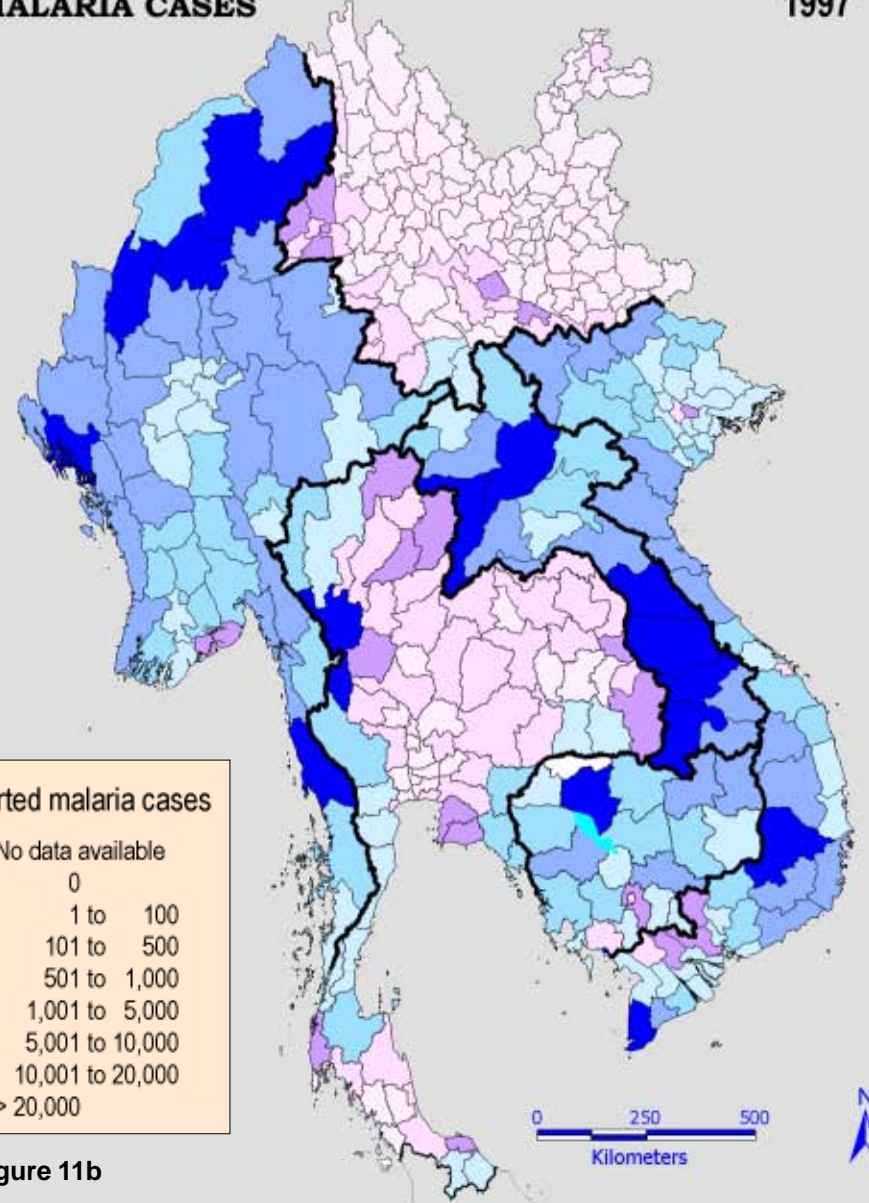 MALARIA CASES
1997
rted malaria cases
No data available
0
1 to 100
101 to 500
501 to 1,000
1,001 to 5,000
5,001 to 10,000
10,001 to 20,000
> 20,000
0 250 500
Kilometers
N
gure 11b